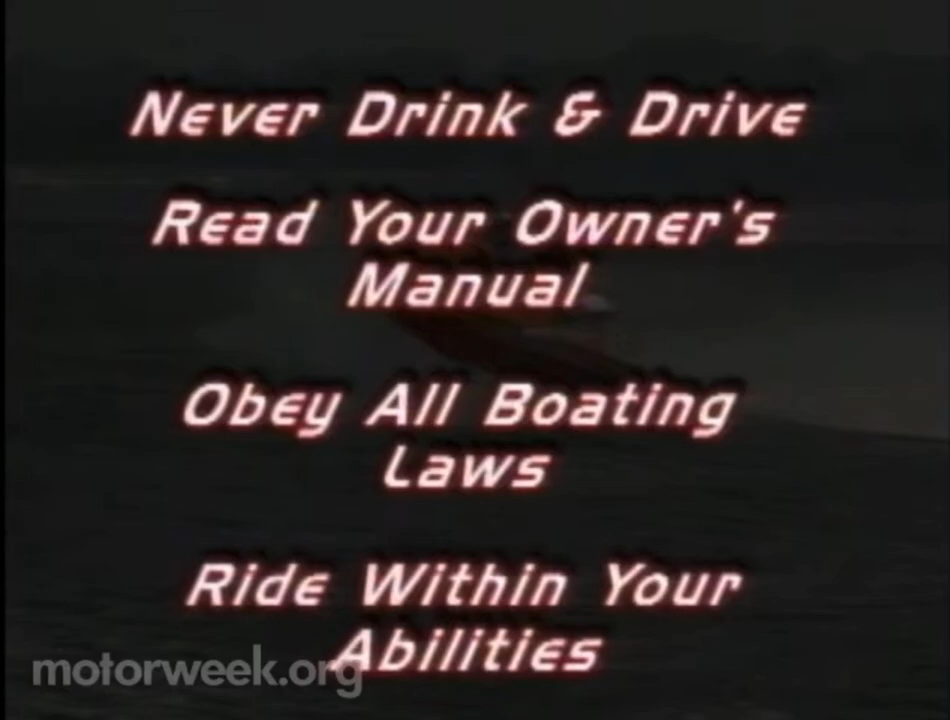 Never Drink & Drive
Read Your Owner's
Manual
Obey All Boating
Laws
Ride Within Your
Abilities
motorweek.org